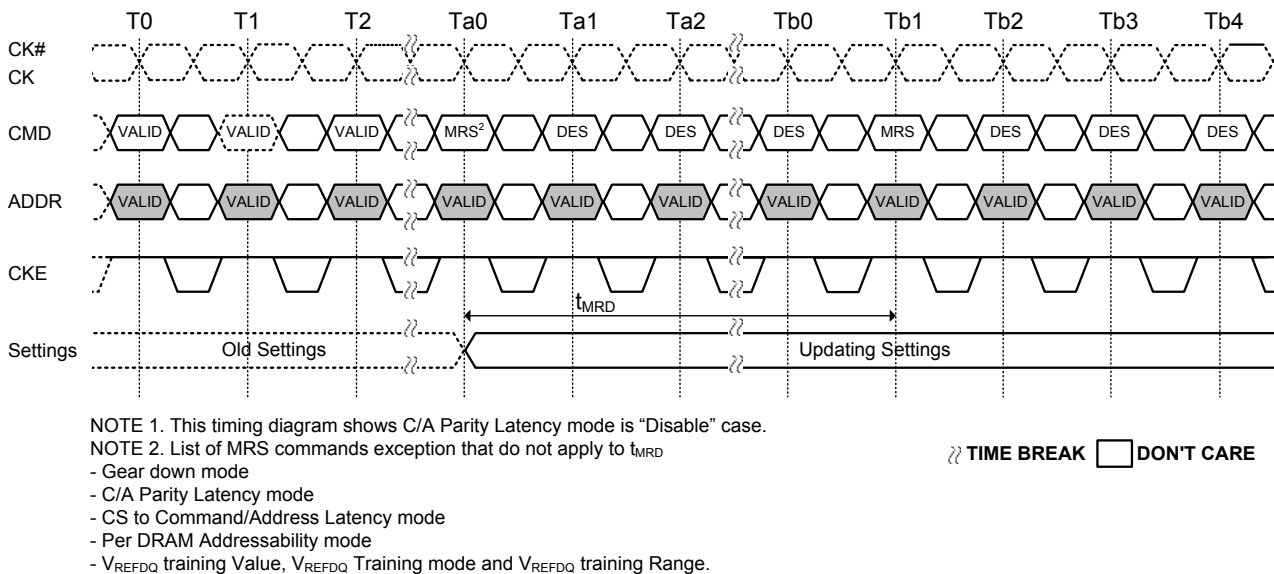 T0 T1 T2 Ta0 Ta1 Ta2 Tb0 Tb1 Tb2 Tb3 Tb4
CK#
CK
CMD VALID VALID VALID MRS² DES DES DES MRS DES DES DES
ADDR VALID VALID VALID VALID VALID VALID VALID VALID VALID VALID VALID
CKE
tMRD
Settings Old Settings Updating Settings
NOTE 1. This timing diagram shows C/A Parity Latency mode is “Disable” case.
NOTE 2. List of MRS commands exception that do not apply to tMRD
- Gear down mode
- C/A Parity Latency mode
- CS to Command/Address Latency mode
- Per DRAM Addressability mode
- VREFDQ training Value, VREFDQ Training mode and VREFDQ training Range.
TIME BREAK DON'T CARE